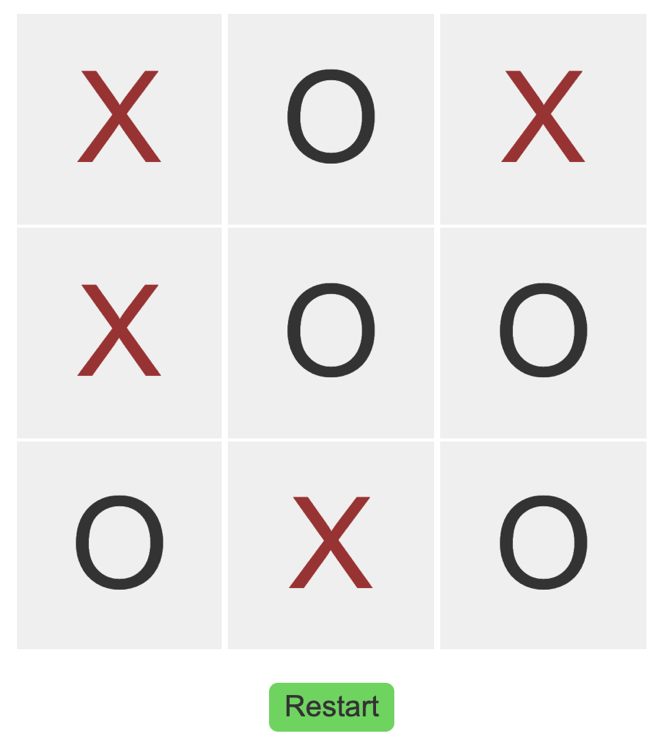 X O X
X O O
O X O
Restart